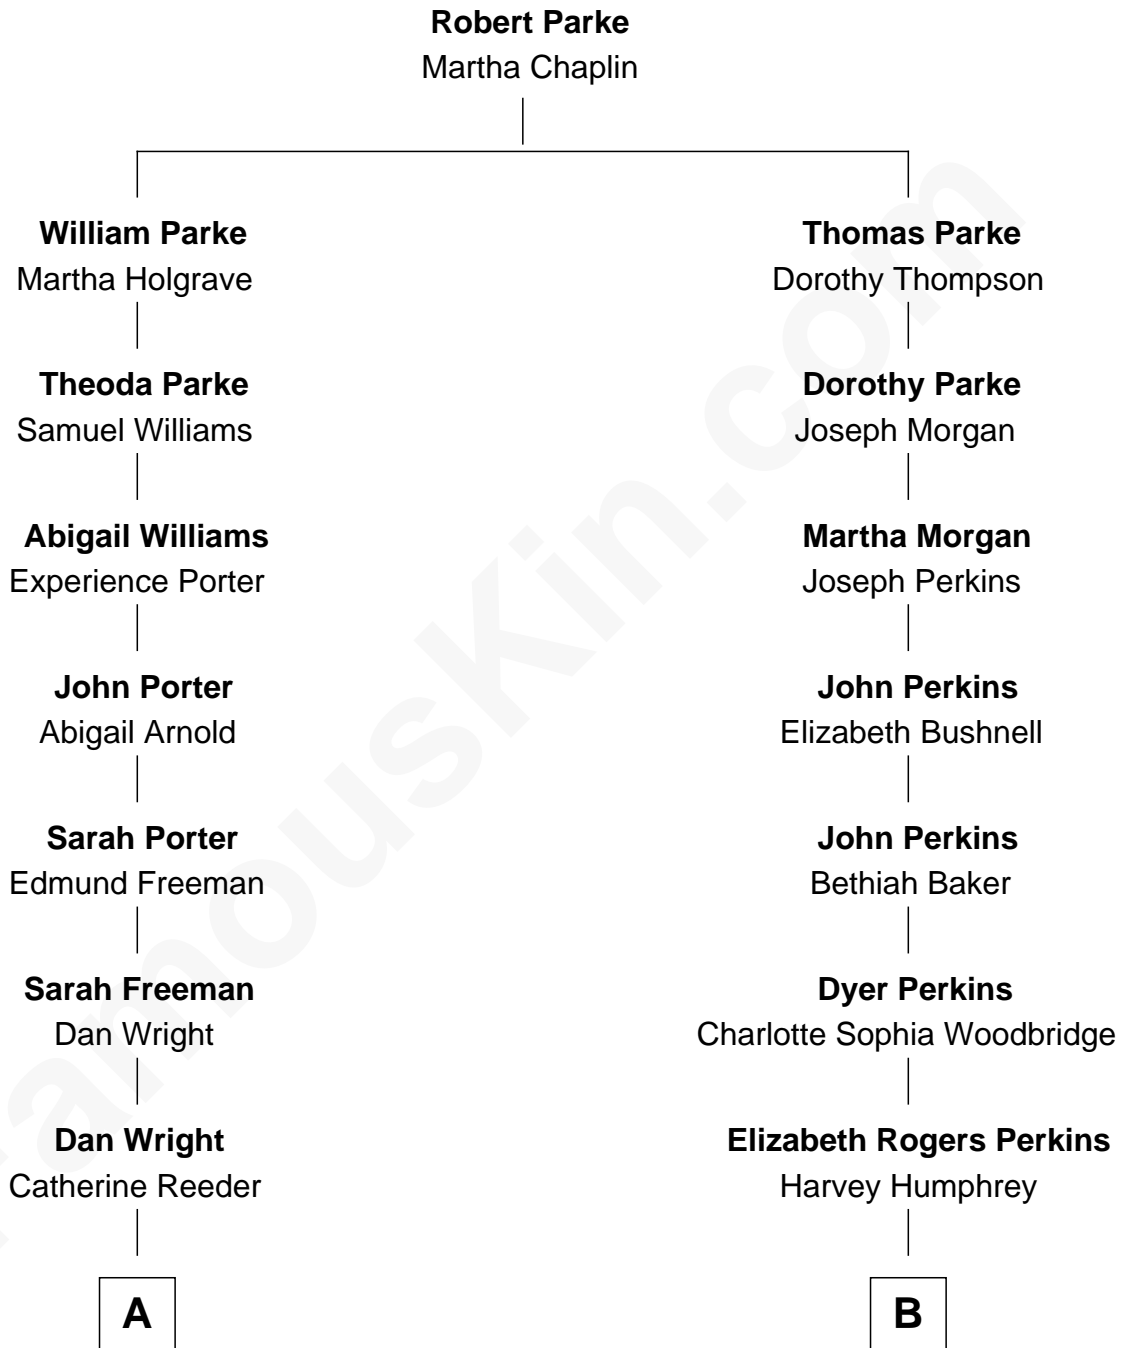 Robert Parke
Martha Chaplin
William Parke
Martha Holgrave
Thomas Parke
Dorothy Thompson
Theoda Parke
Samuel Williams
Dorothy Parke
Joseph Morgan
Abigail Williams
Experience Porter
Martha Morgan
Joseph Perkins
John Porter
Abigail Arnold
John Perkins
Elizabeth Bushnell
Sarah Porter
Edmund Freeman
John Perkins
Bethiah Baker
Sarah Freeman
Dan Wright
Dyer Perkins
Charlotte Sophia Woodbridge
Dan Wright
Catherine Reeder
Elizabeth Rogers Perkins
Harvey Humphrey
A
B
FamousKin.com